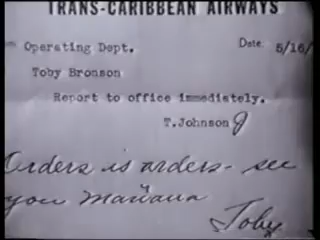 TRANS-CARIBBEAN AIRWAYS
Operating Dept. Date: 5/16/
Toby Bronson
Report to office immediately.
T.Johnson J
Orders is orders- see
you mañana
Toby